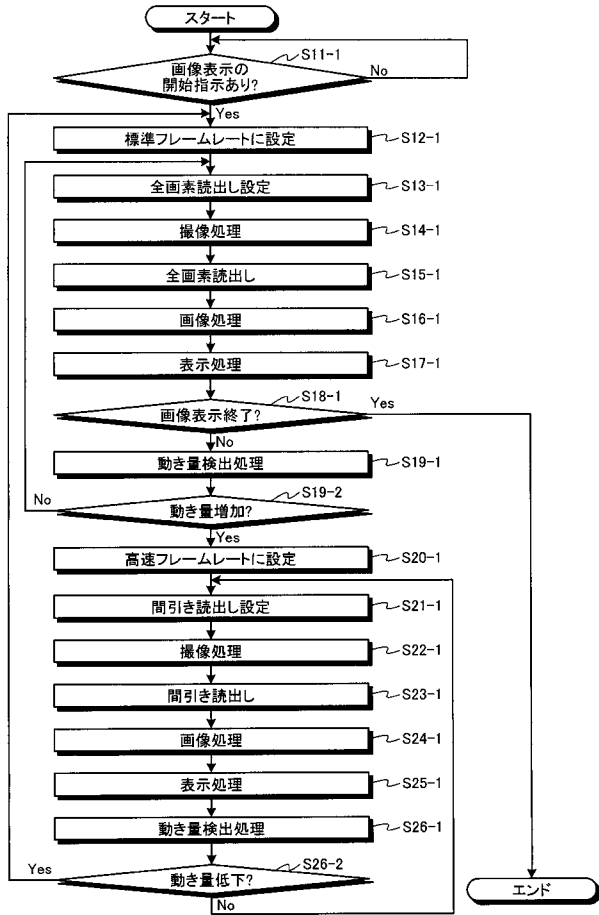 スタート
画像表示の
開始指示あり?
S11-1
No
Yes
標準フレームレートに設定
S12-1
全画素読出し設定
S13-1
撮像処理
S14-1
全画素読出し
S15-1
画像処理
S16-1
表示処理
S17-1
画像表示終了?
S18-1
Yes
No
動き量検出処理
S19-1
No
動き量増加?
S19-2
Yes
高速フレームレートに設定
S20-1
間引き読出し設定
S21-1
撮像処理
S22-1
間引き読出し
S23-1
画像処理
S24-1
表示処理
S25-1
動き量検出処理
S26-1
Yes
動き量低下?
S26-2
No
エンド